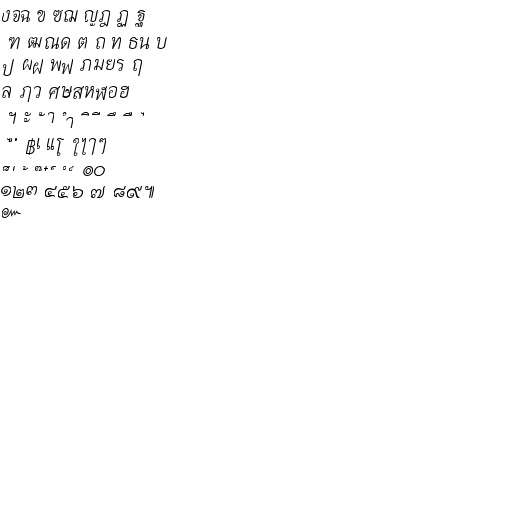 งจฉ ช ซฌ ญฎ ฏ ฐ
ฑ ฒณด ต ถ ท ธน บ
ป ผฝ พฟ ภมยร ฤ
ล ฦว ศษสหฬอฮ
ฯ ะ ั า ำ ิ ี ึ ื ุ
ู ฺ ฿เ แโ ใไๅๆ
็ ่ ้ ๊ ๋ ์ ํ ๎ ๏๐
๑๒๓ ๔๕๖ ๗ ๘๙๚
๛